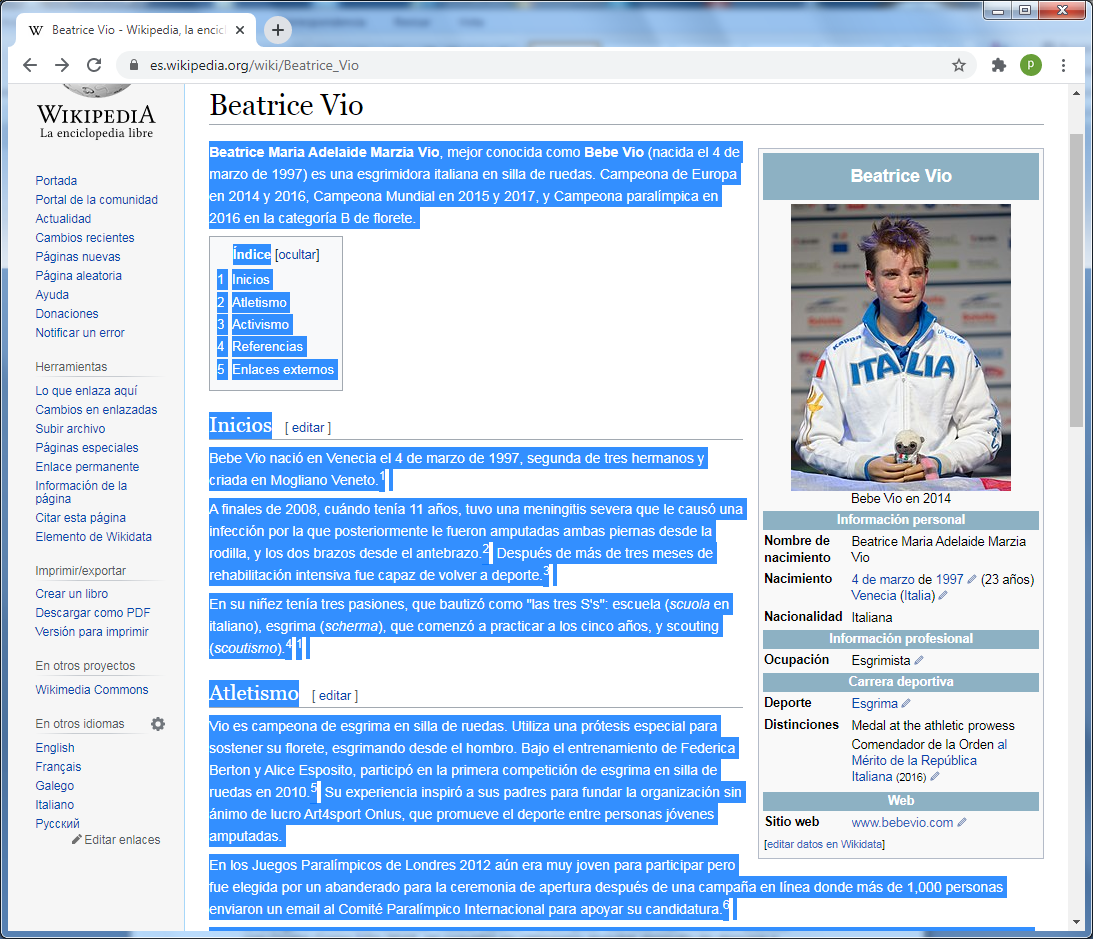 Beatrice Vio - Wikipedia, la encic
es.wikipedia.org/wiki/Beatrice_Vio
P
WIKIPEDIA
La enciclopedia libre
Portada
Portal de la comunidad
Actualidad
Cambios recientes
Páginas nuevas
Página aleatoria
Ayuda
Donaciones
Notificar un error
Herramientas
Lo que enlaza aquí
Cambios en enlazadas
Subir archivo
Páginas especiales
Enlace permanente
Información de la
página
Citar esta página
Elemento de Wikidata
Imprimir/exportar
Crear un libro
Descargar como PDF
Versión para imprimir
En otros proyectos
Wikimedia Commons
En otros idiomas
English
Français
Galego
Italiano
Русский
Editar enlaces
Beatrice Vio
Beatrice Maria Adelaide Marzia Vio, mejor conocida como Bebe Vio (nacida el 4 de
marzo de 1997) es una esgrimidora italiana en silla de ruedas. Campeona de Europa
en 2014 y 2016, Campeona Mundial en 2015 y 2017, y Campeona paralímpica en
2016 en la categoría B de florete.
Índice [ocultar]
1 Inicios
2 Atletismo
3 Activismo
4 Referencias
5 Enlaces externos
Inicios [ editar ]
Bebe Vio nació en Venecia el 4 de marzo de 1997, segunda de tres hermanos y
criada en Mogliano Veneto.1
A finales de 2008, cuándo tenía 11 años, tuvo una meningitis severa que le causó una
infección por la que posteriormente le fueron amputadas ambas piernas desde la
rodilla, y los dos brazos desde el antebrazo.2 Después de más de tres meses de
rehabilitación intensiva fue capaz de volver a deporte.3
En su niñez tenía tres pasiones, que bautizó como "las tres S's": escuela (scuola en
italiano), esgrima (scherma), que comenzó a practicar a los cinco años, y scouting
(scoutismo).4 1
Atletismo [ editar ]
Vio es campeona de esgrima en silla de ruedas. Utiliza una prótesis especial para
sostener su florete, esgrimando desde el hombro. Bajo el entrenamiento de Federica
Berton y Alice Esposito, participó en la primera competición de esgrima en silla de
ruedas en 2010.5 Su experiencia inspiró a sus padres para fundar la organización sin
ánimo de lucro Art4sport Onlus, que promueve el deporte entre personas jóvenes
amputadas.
En los Juegos Paralímpicos de Londres 2012 aún era muy joven para participar pero
fue elegida por un abanderado para la ceremonia de apertura después de una campaña en línea donde más de 1,000 personas
enviaron un email al Comité Paralímpico Internacional para apoyar su candidatura.6
Beatrice Vio
Kappa
unicef
ITALIA
Bebe Vio en 2014
Información personal
Nombre de nacimiento Beatrice Maria Adelaide Marzia
Vio
Nacimiento 4 de marzo de 1997 (23 años)
Venecia (Italia)
Nacionalidad Italiana
Información profesional
Ocupación Esgrimista
Carrera deportiva
Deporte Esgrima
Distinciones Medal at the athletic prowess
Comendador de la Orden al
Mérito de la República
Italiana (2016)
Web
Sitio web www.bebevio.com
[editar datos en Wikidata]